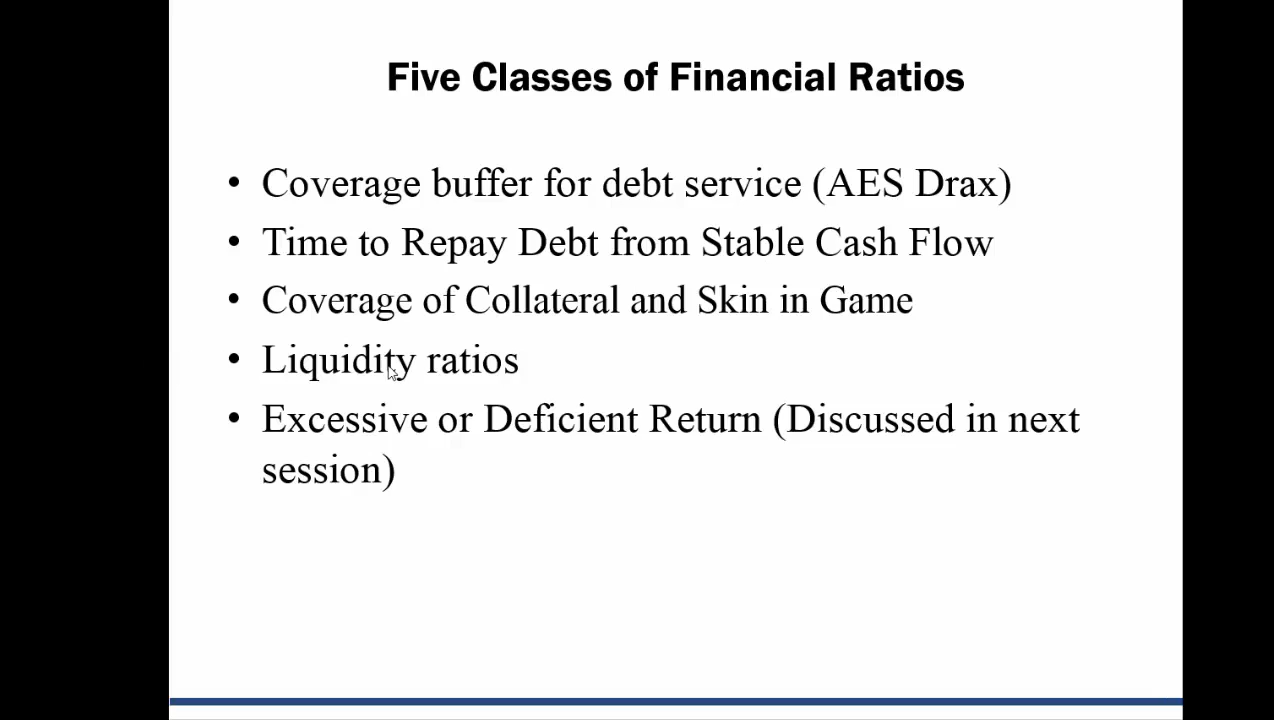 Five Classes of Financial Ratios
• Coverage buffer for debt service (AES Drax)
• Time to Repay Debt from Stable Cash Flow
• Coverage of Collateral and Skin in Game
• Liquidity ratios
• Excessive or Deficient Return (Discussed in next
session)